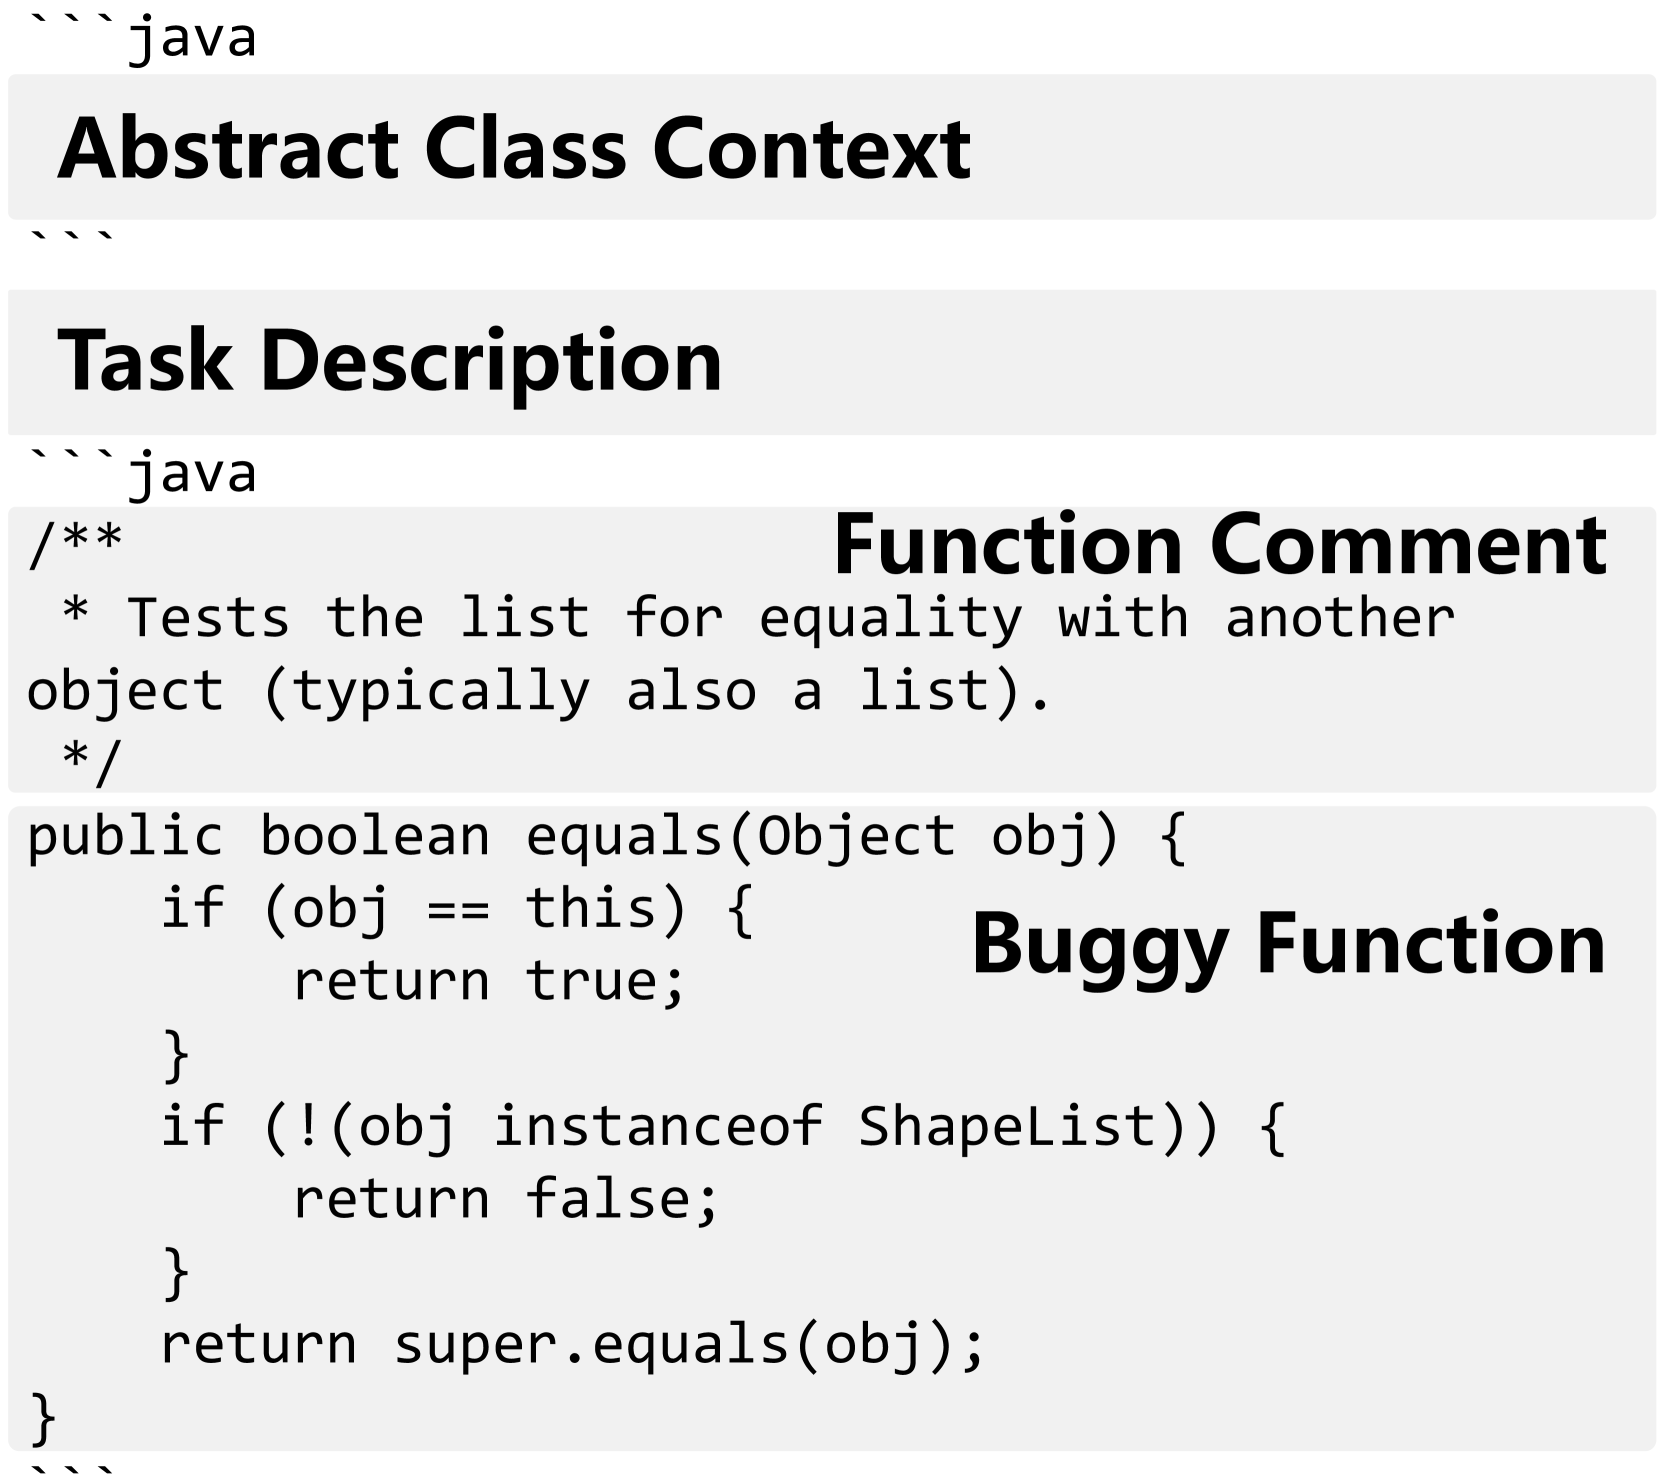 ```java
Abstract Class Context
```
Task Description
```java
/**
Function Comment
 * Tests the list for equality with another
object (typically also a list).
 */
public boolean equals(Object obj) {
    if (obj == this) {
Buggy Function
        return true;
    }
    if (!(obj instanceof ShapeList)) {
        return false;
    }
    return super.equals(obj);
}
```